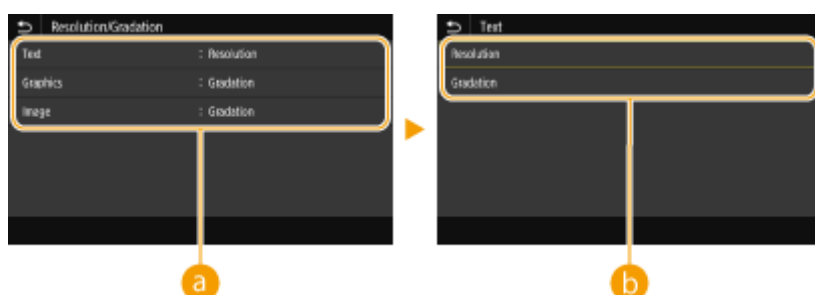 Resolution/Gradation
Text : Resolution
Graphics : Gradation
Image : Gradation
a
Text
Resolution
Gradation
b